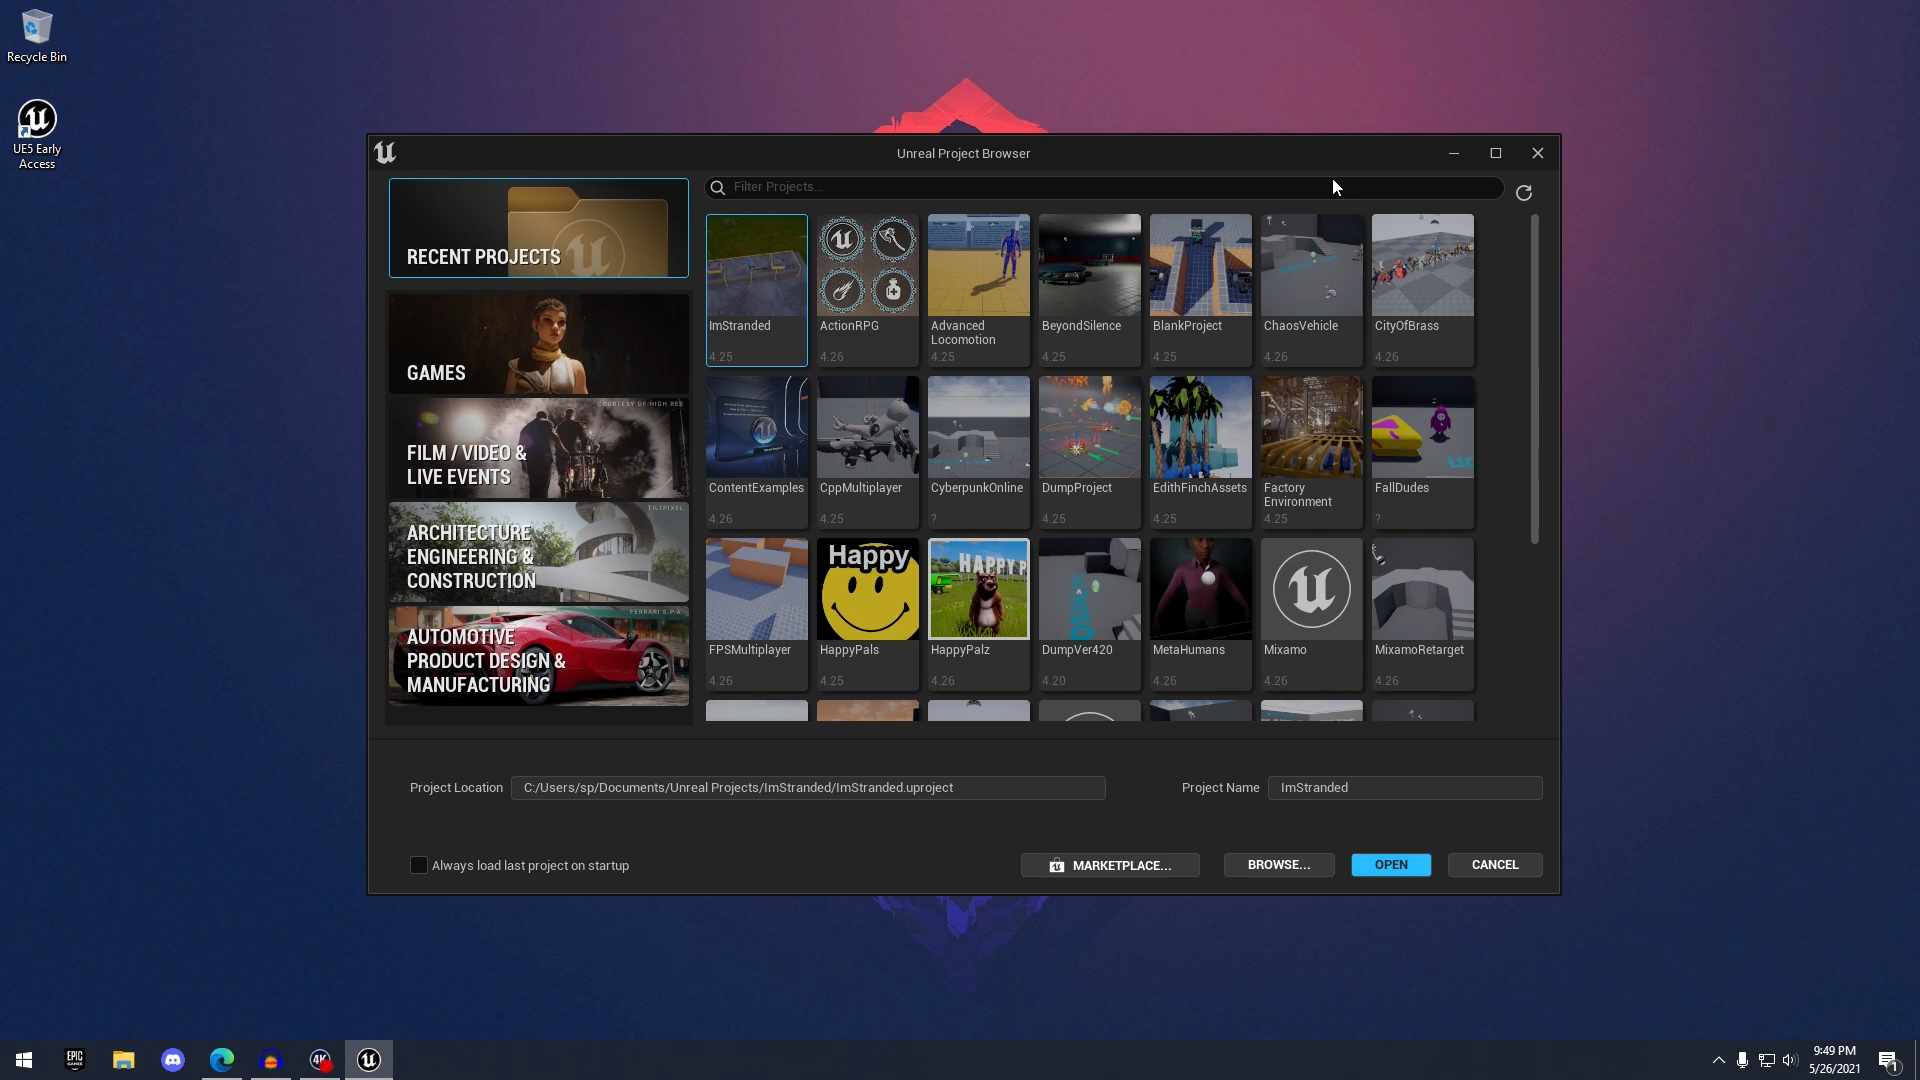 Recycle Bin
UE5 Early
Access
Unreal Project Browser
Filter Projects...
RECENT PROJECTS
GAMES
COURTESY OF HIGH RES
FILM / VIDEO &
LIVE EVENTS
TILTPIXEL
ARCHITECTURE
ENGINEERING &
CONSTRUCTION
FERRARI S.P.A
AUTOMOTIVE
PRODUCT DESIGN &
MANUFACTURING
ImStranded
4.25
ActionRPG
4.26
Advanced
Locomotion
4.25
BeyondSilence
4.25
BlankProject
4.25
ChaosVehicle
4.26
CityOfBrass
4.26
ContentExamples
4.26
CppMultiplayer
4.25
CyberpunkOnline
?
DumpProject
4.25
EdithFinchAssets
4.25
Factory
Environment
4.25
FallDudes
?
FPSMultiplayer
4.26
Happy
HappyPals
4.25
HAPPY P
HappyPalz
4.26
DumpVer420
4.20
MetaHumans
4.26
Mixamo
4.26
MixamoRetarget
4.26
Project Location
C:/Users/sp/Documents/Unreal Projects/ImStranded/ImStranded.uproject
Project Name
ImStranded
Always load last project on startup
MARKETPLACE...
BROWSE...
OPEN
CANCEL
EPIC
GAMES
4K
9:49 PM
5/26/2021
1